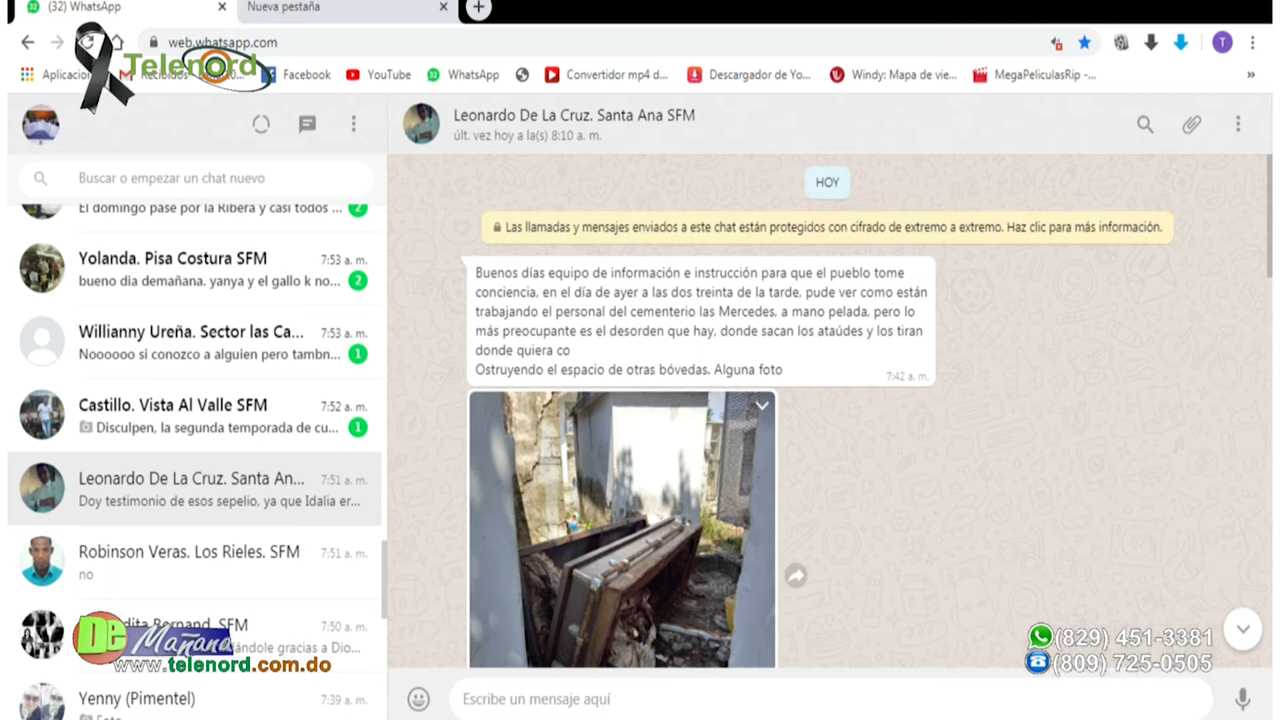 (32) WhatsApp
Nueva pestaña
web.whatsapp.com
Telenord
Aplicacion
Recibidos
Facebook
YouTube
WhatsApp
Convertidor mp4 d...
Descargador de Yo...
Windy: Mapa de vie...
MegaPeliculasRip -...
»
Leonardo De La Cruz. Santa Ana SFM
últ. vez hoy a la(s) 8:10 a. m.
Buscar o empezar un chat nuevo
El domingo pase por la Ribera y casi todos ...
2
Yolanda. Pisa Costura SFM
7:53 a. m.
bueno dia demañana. yanya y el gallo k no...
2
Willianny Ureña. Sector las Ca...
7:53 a. m.
Noooooo si conozco a alguien pero tambn...
1
Castillo. Vista Al Valle SFM
7:52 a. m.
Disculpen, la segunda temporada de cu...
1
Leonardo De La Cruz. Santa An...
7:51 a. m.
Doy testimonio de esos sepelio, ya que Idalia er...
Robinson Veras. Los Rieles. SFM
7:51 a. m.
no
Bernand. SFM
7:50 a. m.
dándole gracias a Dio...
Yenny (Pimentel)
7:39 a. m.
Foto
HOY
Las llamadas y mensajes enviados a este chat están protegidos con cifrado de extremo a extremo. Haz clic para más información.
Buenos días equipo de información e instrucción para que el pueblo tome
conciencia, en el día de ayer a las dos treinta de la tarde, pude ver como están
trabajando el personal del cementerio las Mercedes, a mano pelada, pero lo
más preocupante es el desorden que hay, donde sacan los ataúdes y los tiran
donde quiera co
Ostruyendo el espacio de otras bóvedas. Alguna foto
7:42 a. m.
De Mañana
www.telenord.com.do
(829) 451-3381
(809) 725-0505
Escribe un mensaje aquí